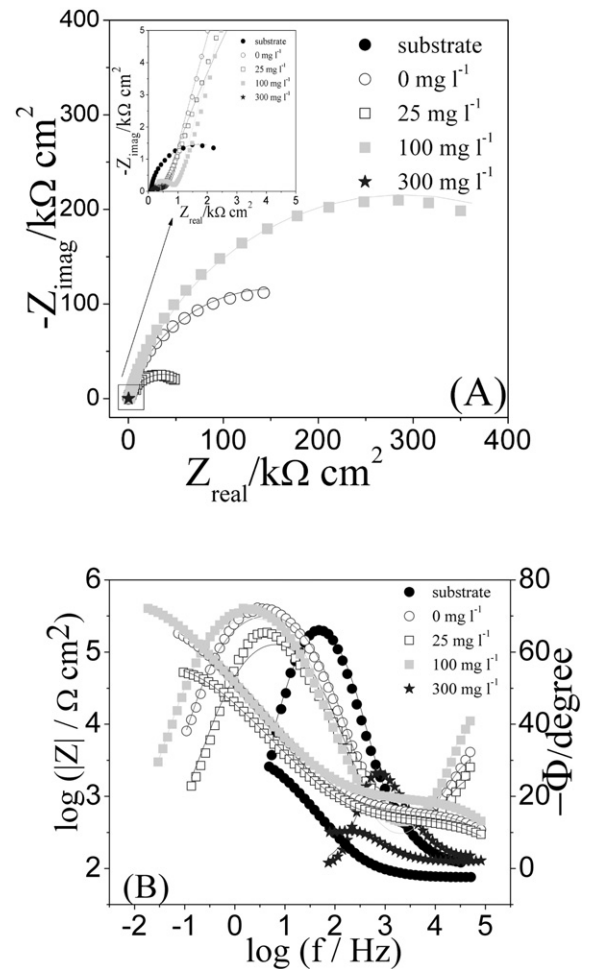 -400
-300
-200
-100
0
-Z_imag/kΩ cm²
0 100 200 300 400
Z_real/kΩ cm²
substrate
0 mg l⁻¹
25 mg l⁻¹
100 mg l⁻¹
300 mg l⁻¹
(A)
5
4
3
2
1
0
-Z_imag/kΩ cm²
0 1 2 3 4 5
Z_real/kΩ cm²
substrate
0 mg l⁻¹
25 mg l⁻¹
100 mg l⁻¹
300 mg l⁻¹
6
5
4
3
2
log (|Z| / Ω cm²)
80
60
40
20
0
−Φ/degree
substrate
0 mg l⁻¹
25 mg l⁻¹
100 mg l⁻¹
300 mg l⁻¹
(B)
-2 -1 0 1 2 3 4 5
log (f / Hz)